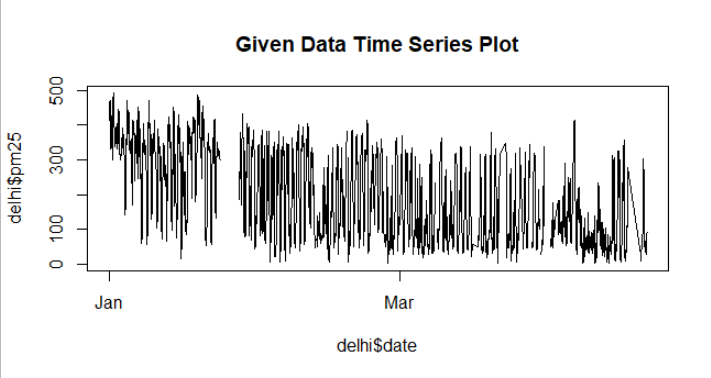 Given Data Time Series Plot
delhi$pm25
500
300
100
0
Jan
Mar
delhi$date